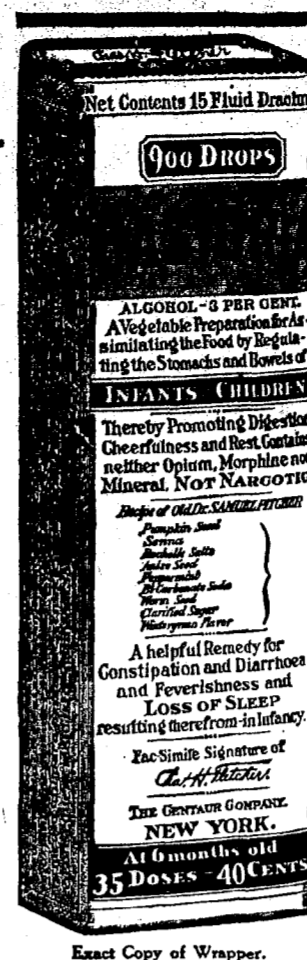 Net Contents 15 Fluid Drachm
900 DROPS
ALCOHOL-3 PER CENT.
A Vegetable Preparation for As-
similating the Food by Regula-
ting the Stomachs and Bowels of
INFANTS CHILDREN
Thereby Promoting Digestion
Cheerfulness and Rest. Contains
neither Opium, Morphine nor
Mineral. NOT NARCOTIC
Recipe of Old Dr. SAMUEL PITCHER
Pumpkin Seed
Senna
Rochelle Salts
Anise Seed
Peppermint
Bi Carbonate Soda
Worm Seed
Clarified Sugar
Wintergreen Flavor
A helpful Remedy for
Constipation and Diarrhoea
and Feverishness and
LOSS OF SLEEP
resulting therefrom-in Infancy.
Fac-Simile Signature of
Chas. H. Fletcher.
THE CENTAUR COMPANY.
NEW YORK.
At 6 months old
35 DOSES - 40 CENTS
Exact Copy of Wrapper.